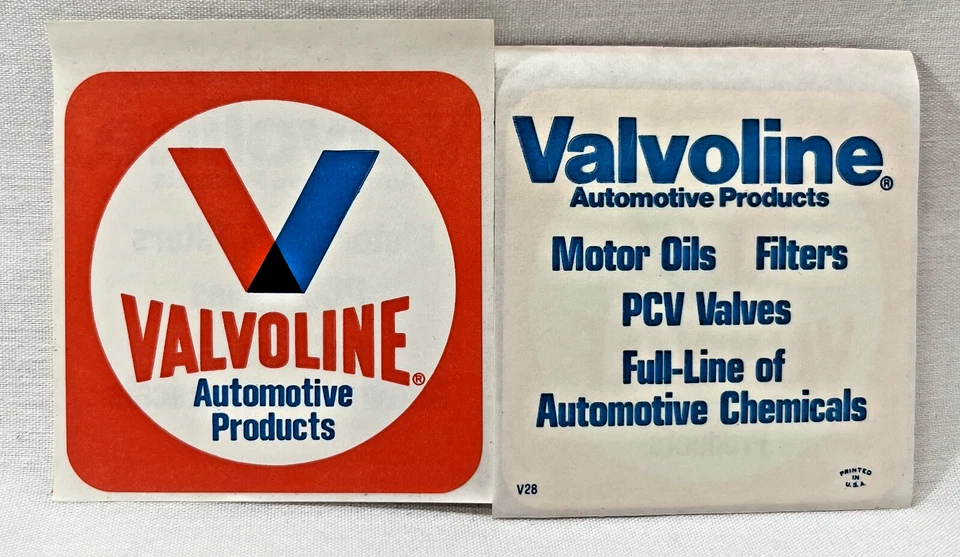 VALVOLINE®
Automotive
Products
Valvoline®
Automotive Products
Motor Oils Filters
PCV Valves
Full-Line of
Automotive Chemicals
V28
PRINTED
IN
U.S.A.